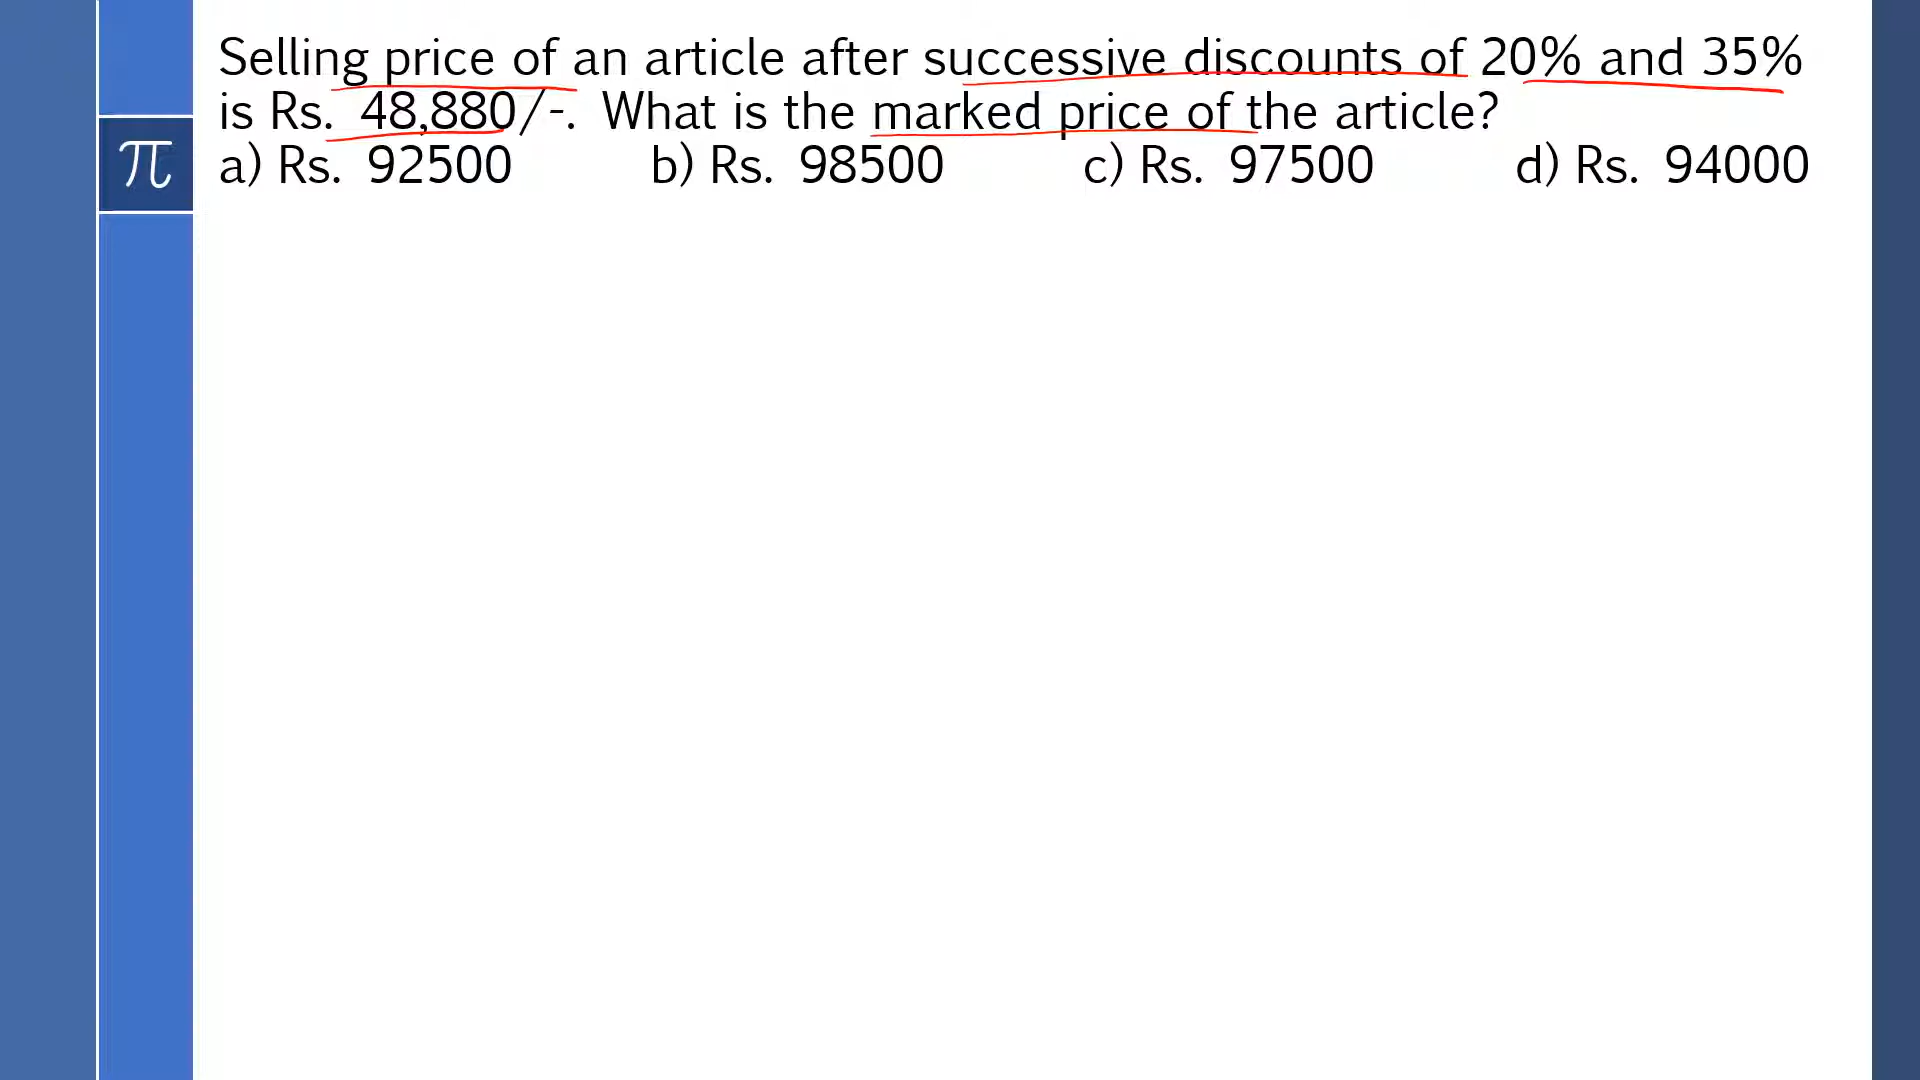 Selling price of an article after successive discounts of 20% and 35%
is Rs. 48,880/-. What is the marked price of the article?
a) Rs. 92500 b) Rs. 98500 c) Rs. 97500 d) Rs. 94000
π